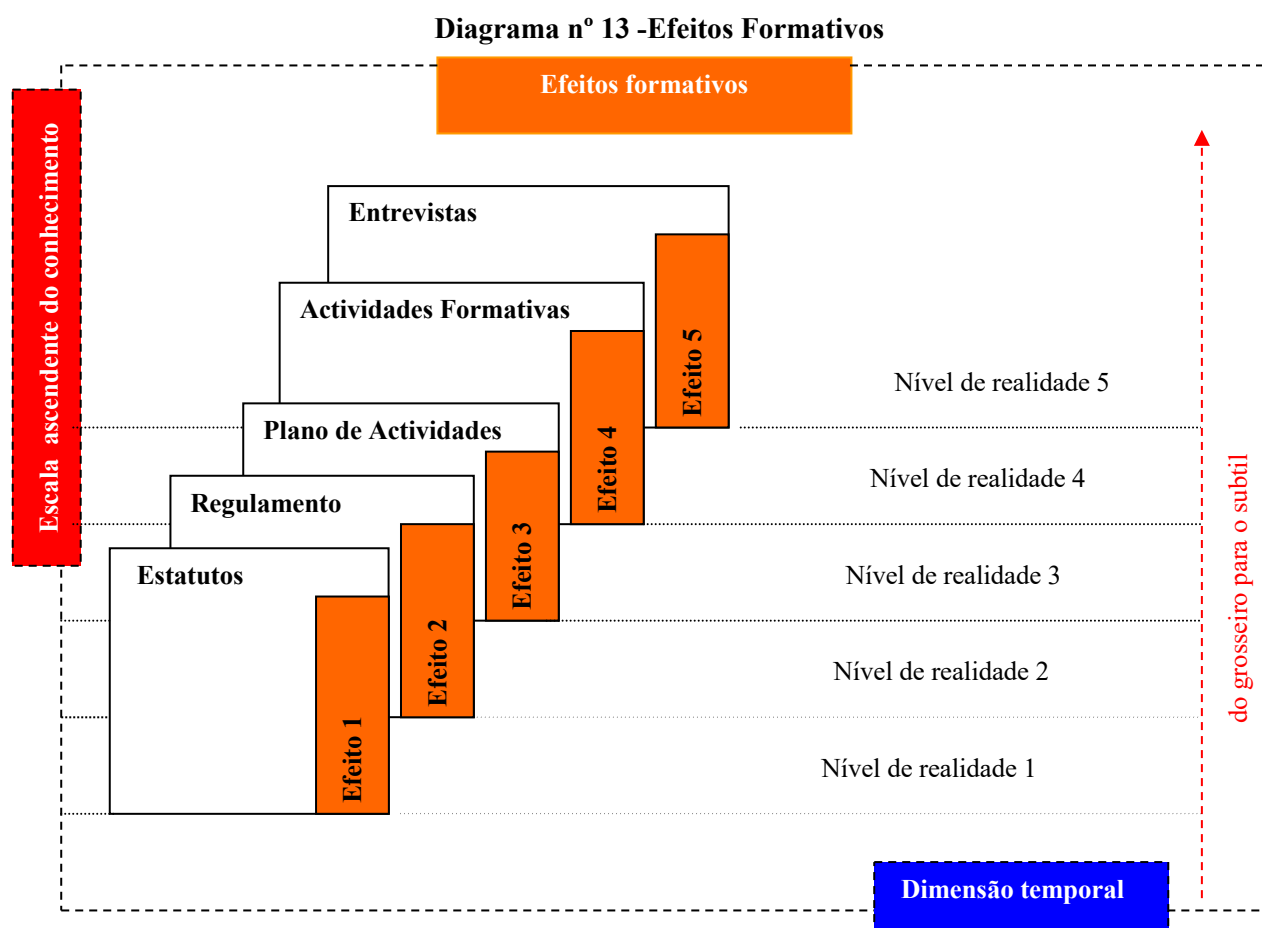 Diagrama nº 13 -Efeitos Formativos
Efeitos formativos
Escala ascendente do conhecimento
Entrevistas
Actividades Formativas
Efeito 5
Nível de realidade 5
Plano de Actividades
Efeito 4
Nível de realidade 4
Regulamento
Efeito 3
Nível de realidade 3
Estatutos
Efeito 2
Nível de realidade 2
Efeito 1
Nível de realidade 1
do grosseiro para o subtil
Dimensão temporal